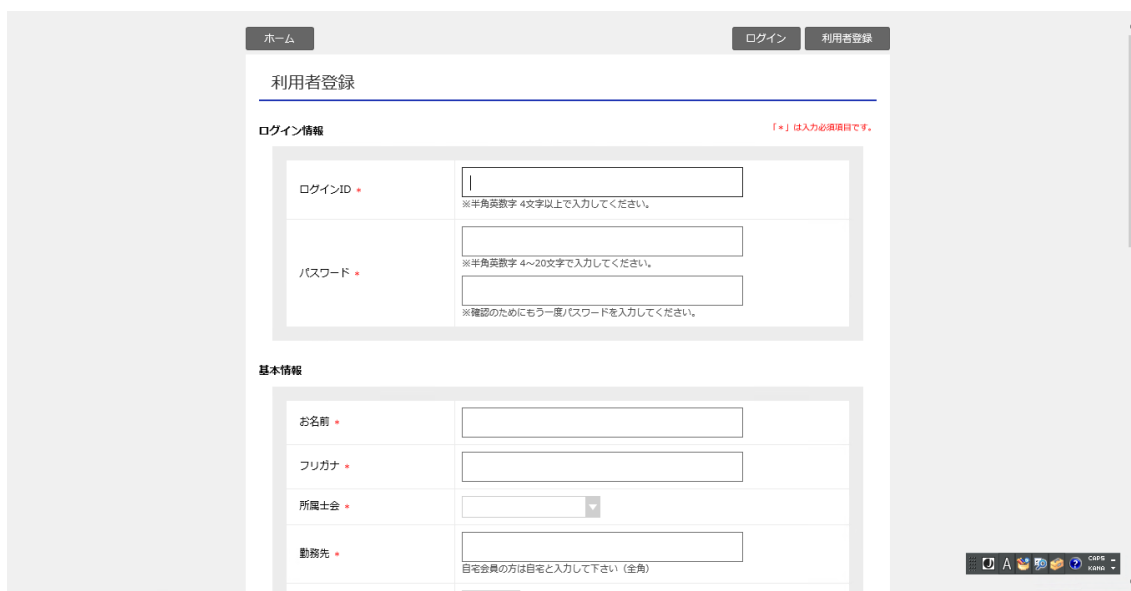 ホーム
ログイン 利用者登録
利用者登録
ログイン情報
「*」は入力必須項目です。
ログインID *
※半角英数字 4文字以上で入力してください。
パスワード *
※半角英数字 4～20文字で入力してください。
※確認のためにもう一度パスワードを入力してください。
基本情報
お名前 *
フリガナ *
所属士会 *
勤務先 *
自宅会員の方は自宅と入力して下さい（全角）
A
CAPS
KANA